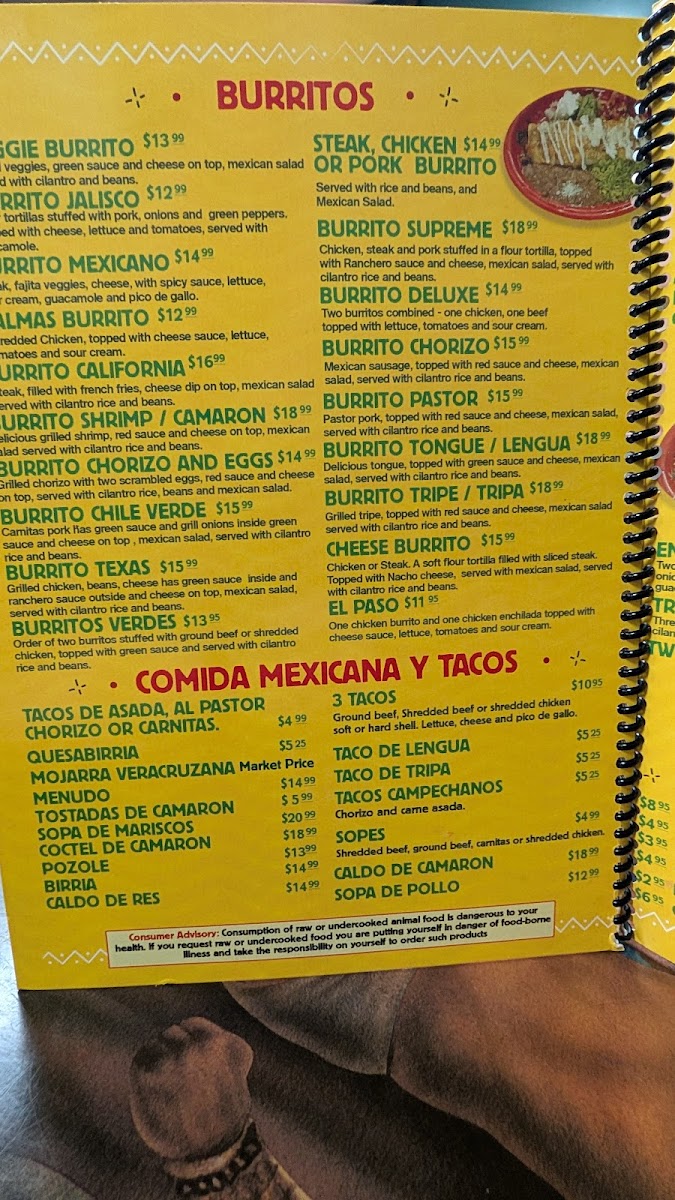 BURRITOS
GGIE BURRITO $13.99
veggies, green sauce and cheese on top, mexican salad
d with cilantro and beans.
RRITO JALISCO $12.99
tortillas stuffed with pork, onions and green peppers.
ed with cheese, lettuce and tomatoes, served with
camole.
URRITO MEXICANO $14.99
ak, fajita veggies, cheese, with spicy sauce, lettuce,
r cream, guacamole and pico de gallo.
ALMAS BURRITO $12.99
redded Chicken, topped with cheese sauce, lettuce,
matoes and sour cream.
URRITO CALIFORNIA $16.99
teak, filled with french fries, cheese dip on top, mexican salad
erved with cilantro rice and beans.
BURRITO SHRIMP / CAMARON $18.99
elicious grilled shrimp, red sauce and cheese on top, mexican
alad served with cilantro rice and beans.
BURRITO CHORIZO AND EGGS $14.99
Grilled chorizo with two scrambled eggs, red sauce and cheese
on top, served with cilantro rice, beans and mexican salad.
BURRITO CHILE VERDE $15.99
Carnitas pork has green sauce and grill onions inside green
sauce and cheese on top , mexican salad, served with cilantro
rice and beans.
BURRITO TEXAS $15.99
Grilled chicken, beans, cheese has green sauce inside and
ranchero sauce outside and cheese on top, mexican salad,
served with cilantro rice and beans.
BURRITOS VERDES $13.95
Order of two burritos stuffed with ground beef or shredded
chicken, topped with green sauce and served with cilantro
rice and beans.
STEAK, CHICKEN $14.99
OR PORK BURRITO
Served with rice and beans, and
Mexican Salad.
BURRITO SUPREME $18.99
Chicken, steak and pork stuffed in a flour tortilla, topped
with Ranchero sauce and cheese, mexican salad, served with
cilantro rice and beans.
BURRITO DELUXE $14.99
Two burritos combined - one chicken, one beef
topped with lettuce, tomatoes and sour cream.
BURRITO CHORIZO $15.99
Mexican sausage, topped with red sauce and cheese, mexican
salad, served with cilantro rice and beans.
BURRITO PASTOR $15.99
Pastor pork, topped with red sauce and cheese, mexican salad,
served with cilantro rice and beans.
BURRITO TONGUE / LENGUA $18.99
Delicious tongue, topped with green sauce and cheese, mexican
salad, served with cilantro rice and beans.
BURRITO TRIPE / TRIPA $18.99
Grilled tripe, topped with red sauce and cheese, mexican salad
served with cilantro rice and beans.
CHEESE BURRITO $15.99
Chicken or Steak. A soft flour tortilla filled with sliced steak.
Topped with Nacho cheese, served with mexican salad, served
with cilantro rice and beans.
EL PASO $11.95
One chicken burrito and one chicken enchilada topped with
cheese sauce, lettuce, tomatoes and sour cream.
COMIDA MEXICANA Y TACOS
TACOS DE ASADA, AL PASTOR
CHORIZO OR CARNITAS. $4.99
QUESABIRRIA $5.25
MOJARRA VERACRUZANA Market Price
MENUDO $14.99
TOSTADAS DE CAMARON $5.99
SOPA DE MARISCOS $20.99
COCTEL DE CAMARON $18.99
POZOLE $13.99
BIRRIA $14.99
CALDO DE RES $14.99
3 TACOS $10.95
Ground beef, Shredded beef or shredded chicken
soft or hard shell. Lettuce, cheese and pico de gallo.
TACO DE LENGUA $5.25
TACO DE TRIPA $5.25
TACOS CAMPECHANOS $5.25
Chorizo and carne asada.
SOPES $4.99
Shredded beef, ground beef, carnitas or shredded chicken.
CALDO DE CAMARON $18.99
SOPA DE POLLO $12.99
Consumer Advisory: Consumption of raw or undercooked animal food is dangerous to your
health. If you request raw or undercooked food you are putting yourself in danger of food-borne
illness and take the responsibility on yourself to order such products
EN
Two
onio
gua
TR
Three
cilan
TW
$8.95
$4.95
$3.95
$4.95
$2.95
$6.95